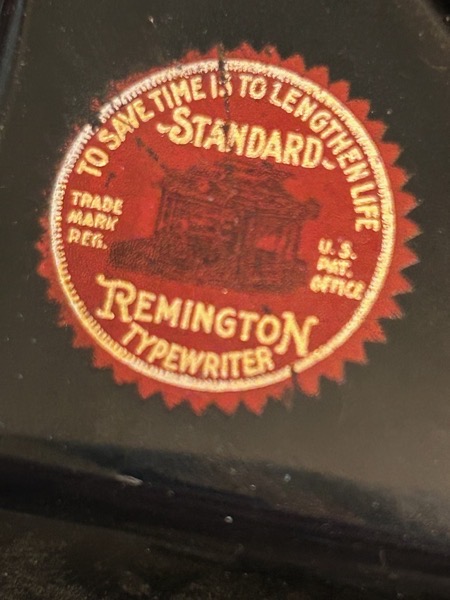 TO SAVE TIME IS TO LENGTHEN LIFE
STANDARD
TRADE
MARK
REG.
U.S.
PAT.
OFFICE
REMINGTON
TYPEWRITER